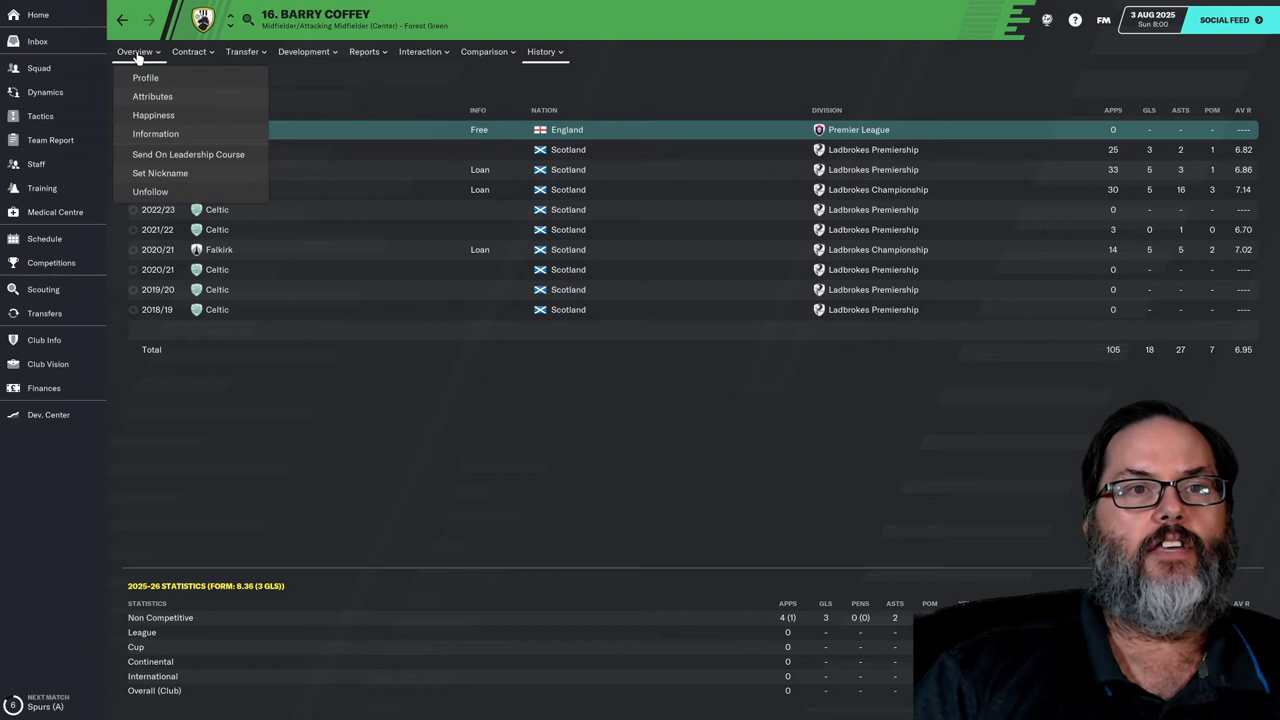 Home
16. BARRY COFFEY
Midfielder/Attacking Midfielder (Center) - Forest Green
FM
3 AUG 2025
Sun 8:00
SOCIAL FEED
Inbox
Squad
Dynamics
Tactics
Team Report
Staff
Training
Medical Centre
Schedule
Competitions
Scouting
Transfers
Club Info
Club Vision
Finances
Dev. Center
6
NEXT MATCH
Spurs (A)
Overview Contract Transfer Development Reports Interaction Comparison History
Profile
Attributes
Happiness
Information
Send On Leadership Course
Set Nickname
Unfollow
INFO NATION DIVISION APPS GLS ASTS POM AV R
Free England Premier League 0 - - - ----
Scotland Ladbrokes Premiership 25 3 2 1 6.82
Loan Scotland Ladbrokes Premiership 33 5 3 1 6.86
Loan Scotland Ladbrokes Championship 30 5 16 3 7.14
2022/23 Celtic Scotland Ladbrokes Premiership 0 - - - ----
2021/22 Celtic Scotland Ladbrokes Premiership 3 0 1 0 6.70
2020/21 Falkirk Loan Scotland Ladbrokes Championship 14 5 5 2 7.02
2020/21 Celtic Scotland Ladbrokes Premiership 0 - - - ----
2019/20 Celtic Scotland Ladbrokes Premiership 0 - - - ----
2018/19 Celtic Scotland Ladbrokes Premiership 0 - - - ----
Total 105 18 27 7 6.95
2025-26 STATISTICS (FORM: 8.36 (3 GLS))
STATISTICS APPS GLS PENS ASTS POM AV R
Non Competitive 4 (1) 3 0 (0) 2
League 0 - - -
Cup 0 - - -
Continental 0 - - -
International 0 - - -
Overall (Club) 0 - - -